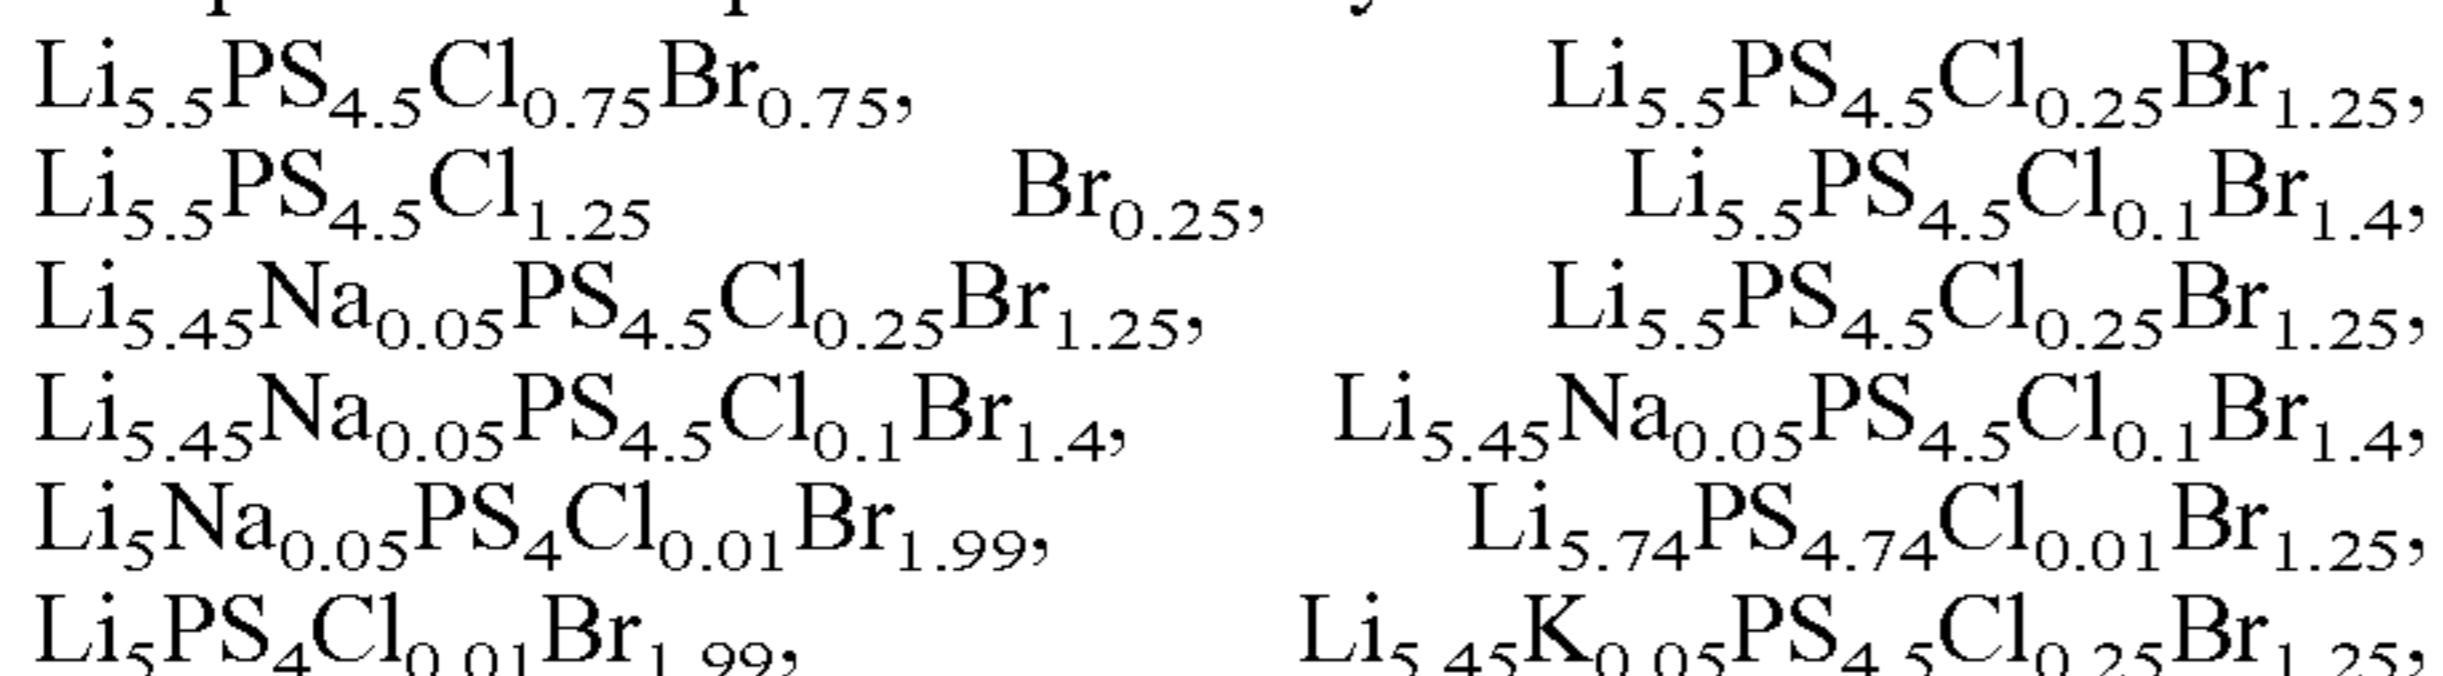 Li5.5PS4.5Cl0.75Br0.75, Li5.5PS4.5Cl0.25Br1.25,
Li5.5PS4.5Cl1.25 Br0.25, Li5.5PS4.5Cl0.1Br1.4,
Li5.45Na0.05PS4.5Cl0.25Br1.25, Li5.5PS4.5Cl0.25Br1.25,
Li5.45Na0.05PS4.5Cl0.1Br1.4, Li5.45Na0.05PS4.5Cl0.1Br1.4,
Li5Na0.05PS4Cl0.01Br1.99, Li5.74PS4.74Cl0.01Br1.25,
Li5PS4Cl0.01Br1.99, Li5.45K0.05PS4.5Cl0.25Br1.25,